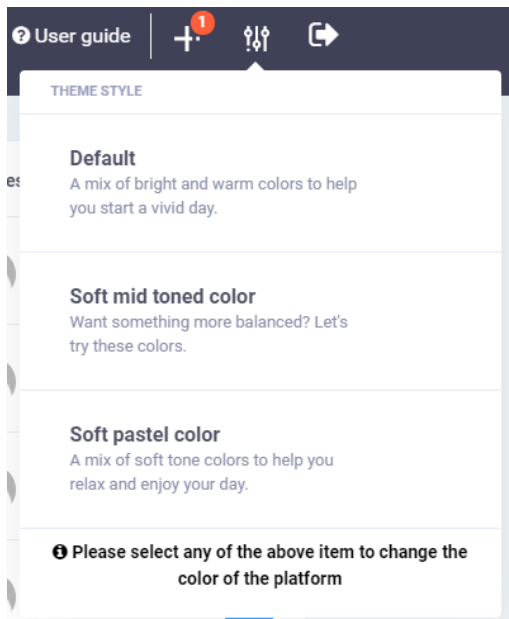 User guide
1
THEME STYLE
es
Default
A mix of bright and warm colors to help
you start a vivid day.
Soft mid toned color
Want something more balanced? Let's
try these colors.
Soft pastel color
A mix of soft tone colors to help you
relax and enjoy your day.
Please select any of the above item to change the
color of the platform